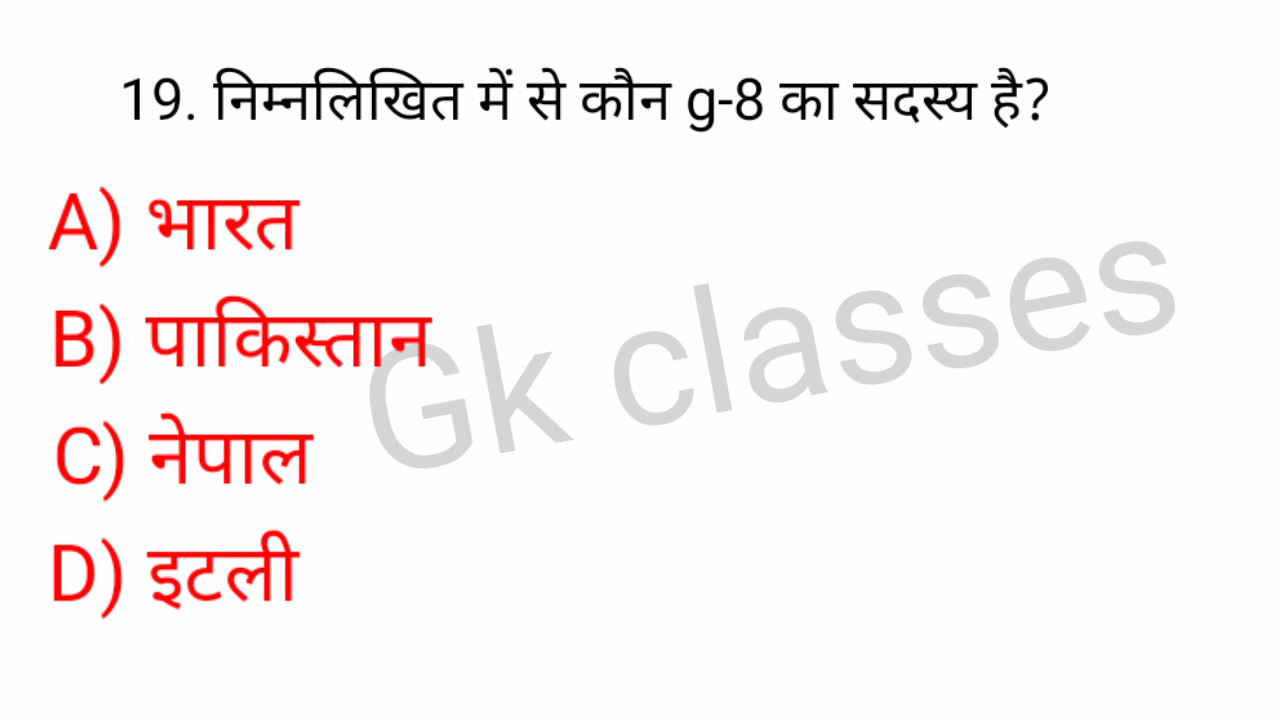 19. निम्नलिखित में से कौन g-8 का सदस्य है?
A) भारत
B) पाकिस्तान
C) नेपाल
D) इटली
Gk classes